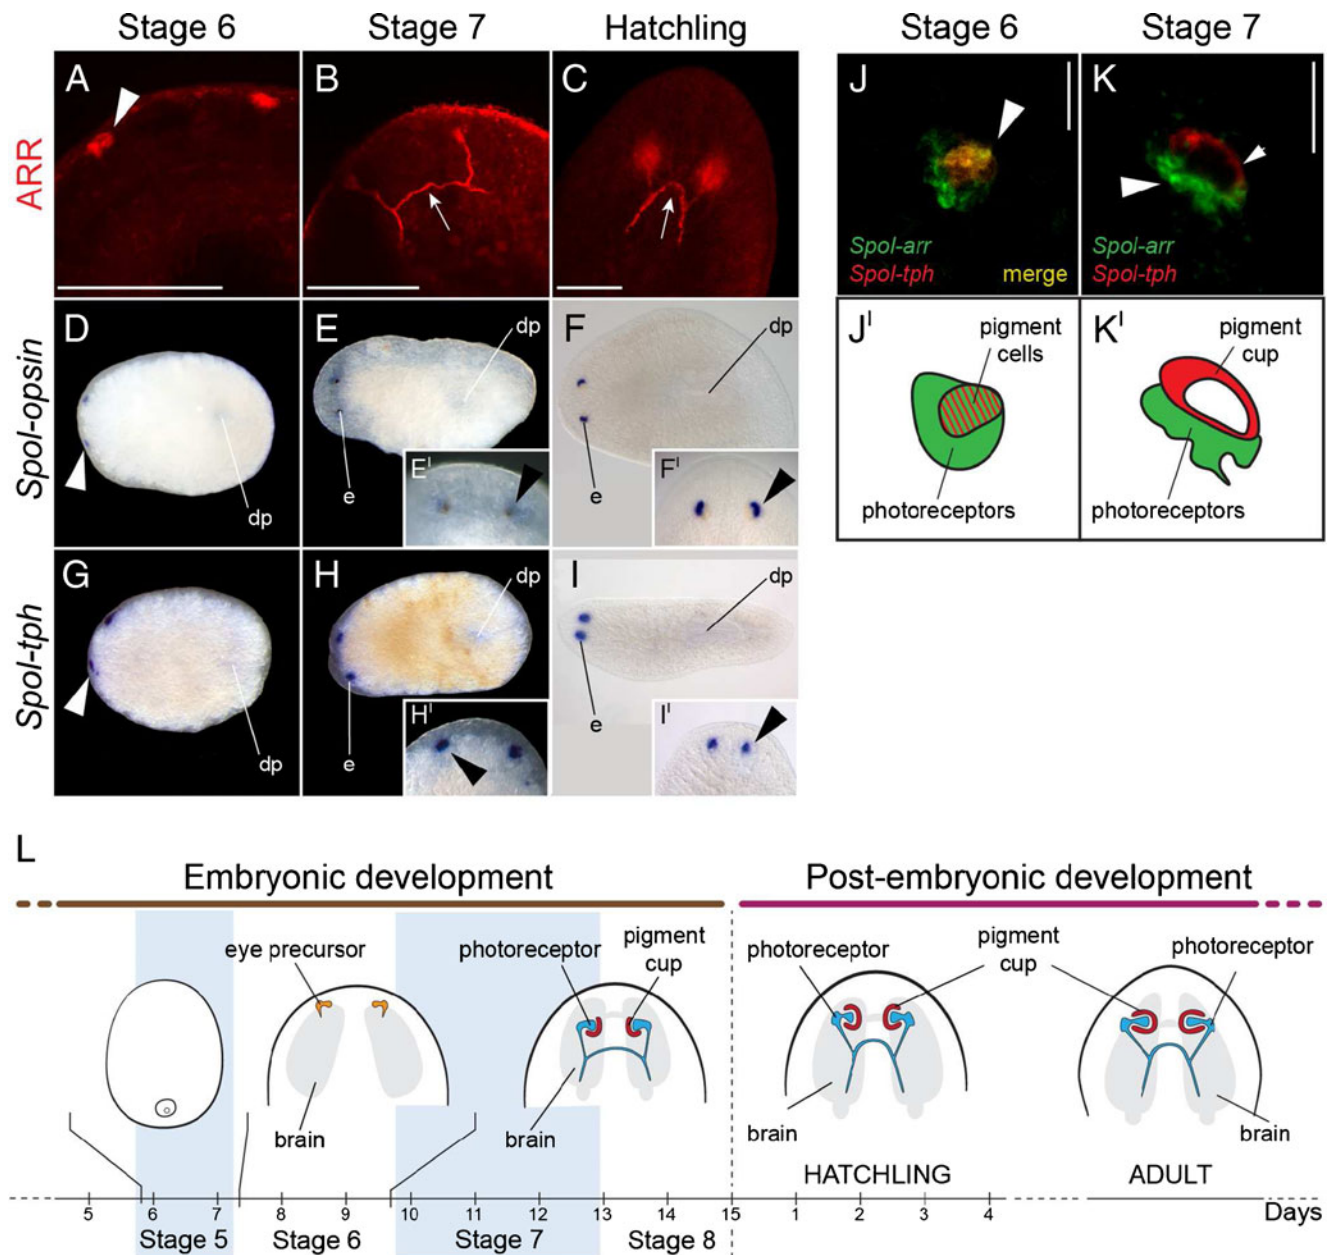 Stage 6
Stage 7
Hatchling
Stage 6
Stage 7
ARR
A
B
C
J
K
Spol-arr
Spol-tph
merge
Spol-arr
Spol-tph
Spol-opsin
D
dp
E
dp
e
E'
F
dp
e
F'
J'
pigment
cells
photoreceptors
K'
pigment
cup
photoreceptors
Spol-tph
G
dp
H
dp
e
H'
I
dp
e
I'
L
Embryonic development
Post-embryonic development
eye precursor
photoreceptor
pigment
cup
photoreceptor
pigment
cup
photoreceptor
brain
brain
brain
brain
HATCHLING
ADULT
5 6 7 8 9 10 11 12 13 14 15 1 2 3 4 Days
Stage 5 Stage 6 Stage 7 Stage 8